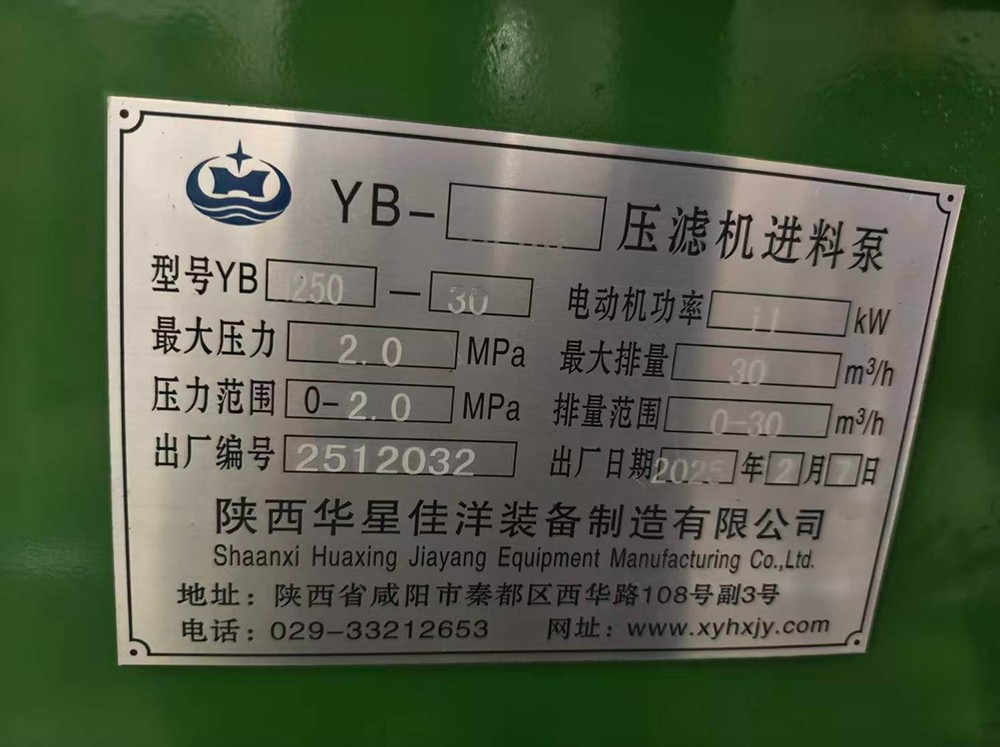 YB- 压滤机进料泵
型号YB 250 — 30 电动机功率 kW
最大压力 2.0 MPa 最大排量 30 m³/h
压力范围 0-2.0 MPa 排量范围 0-30 m³/h
出厂编号 2512032 出厂日期 2025 年 2 月 7 日
陕西华星佳洋装备制造有限公司
Shaanxi Huaxing Jiayang Equipment Manufacturing Co.,Ltd.
地址：陕西省咸阳市秦都区西华路108号副3号
电话：029-33212653 网址：www.xyhxjy.com